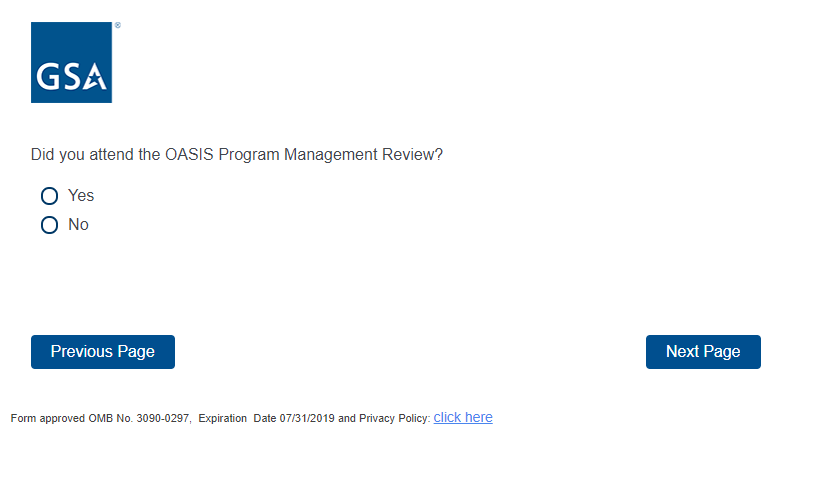 GSA
®
Did you attend the OASIS Program Management Review?
Yes
No
Previous Page
Next Page
Form approved OMB No. 3090-0297,  Expiration  Date 07/31/2019 and Privacy Policy: click here